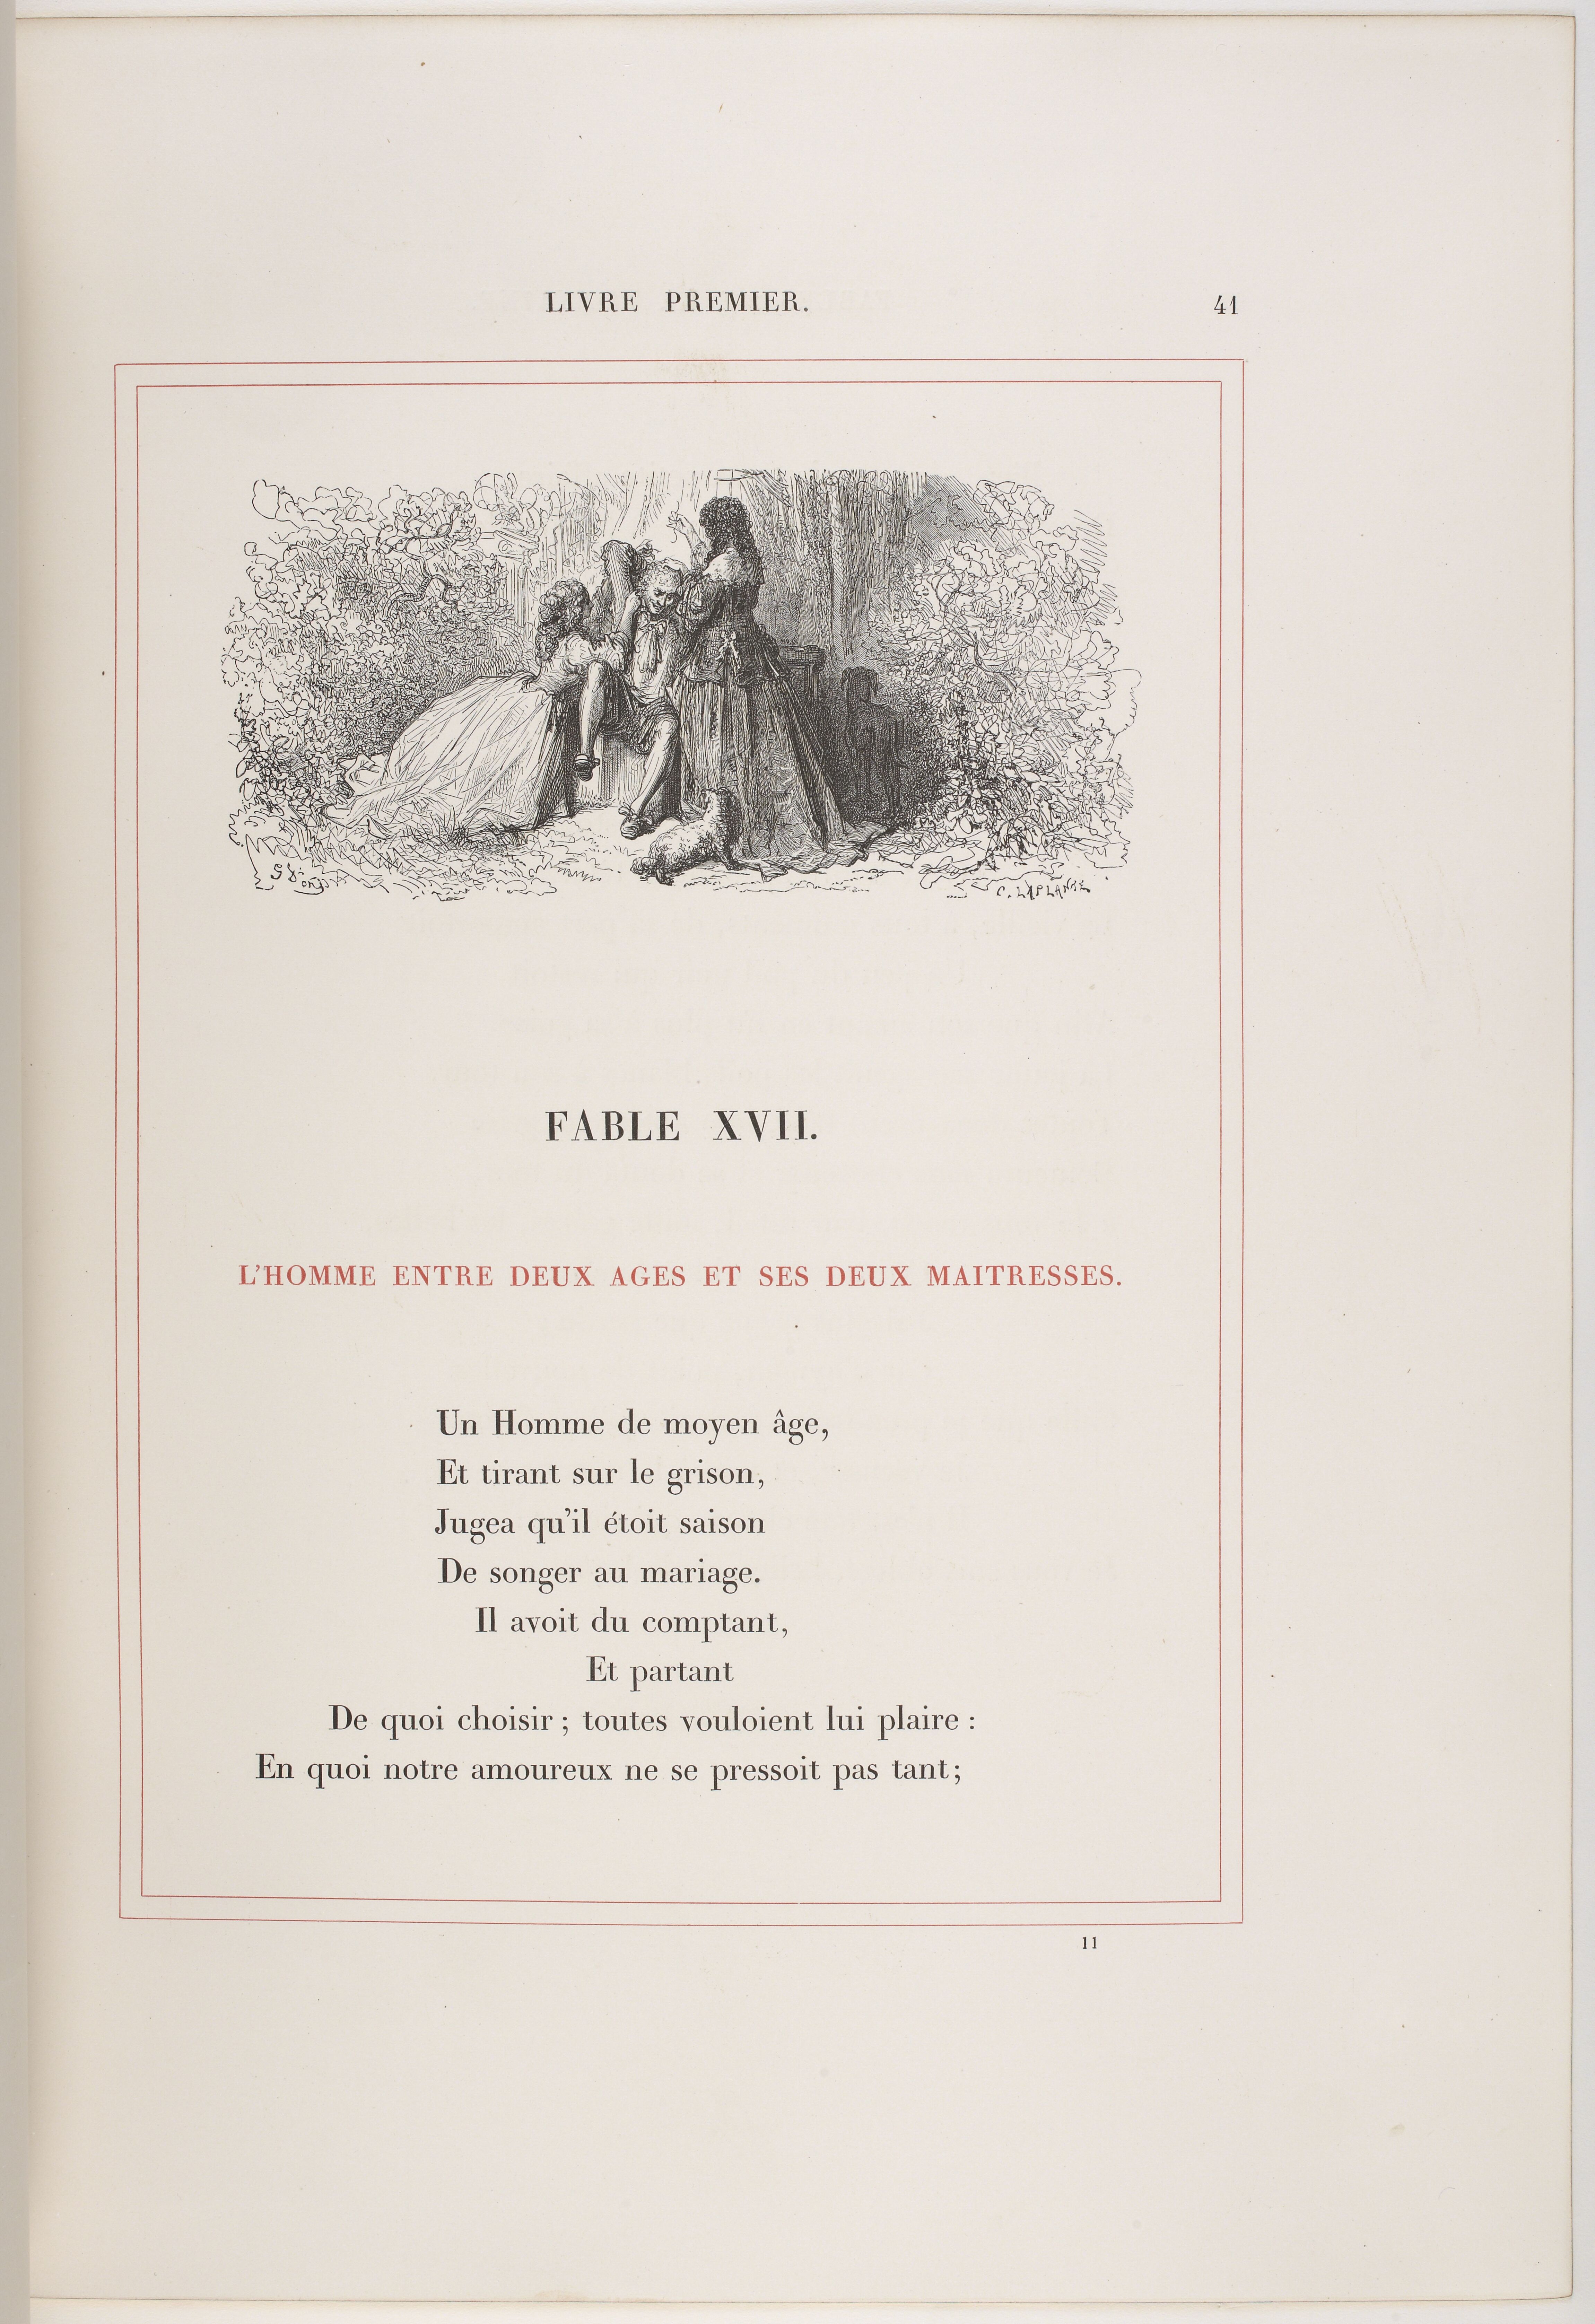 LIVRE PREMIER.
41
C. LAPLANTE
FABLE XVII.
L'HOMME ENTRE DEUX AGES ET SES DEUX MAITRESSES.
Un Homme de moyen âge,
Et tirant sur le grison,
Jugea qu'il étoit saison
De songer au mariage.
Il avoit du comptant,
Et partant
De quoi choisir ; toutes vouloient lui plaire :
En quoi notre amoureux ne se pressoit pas tant;
11